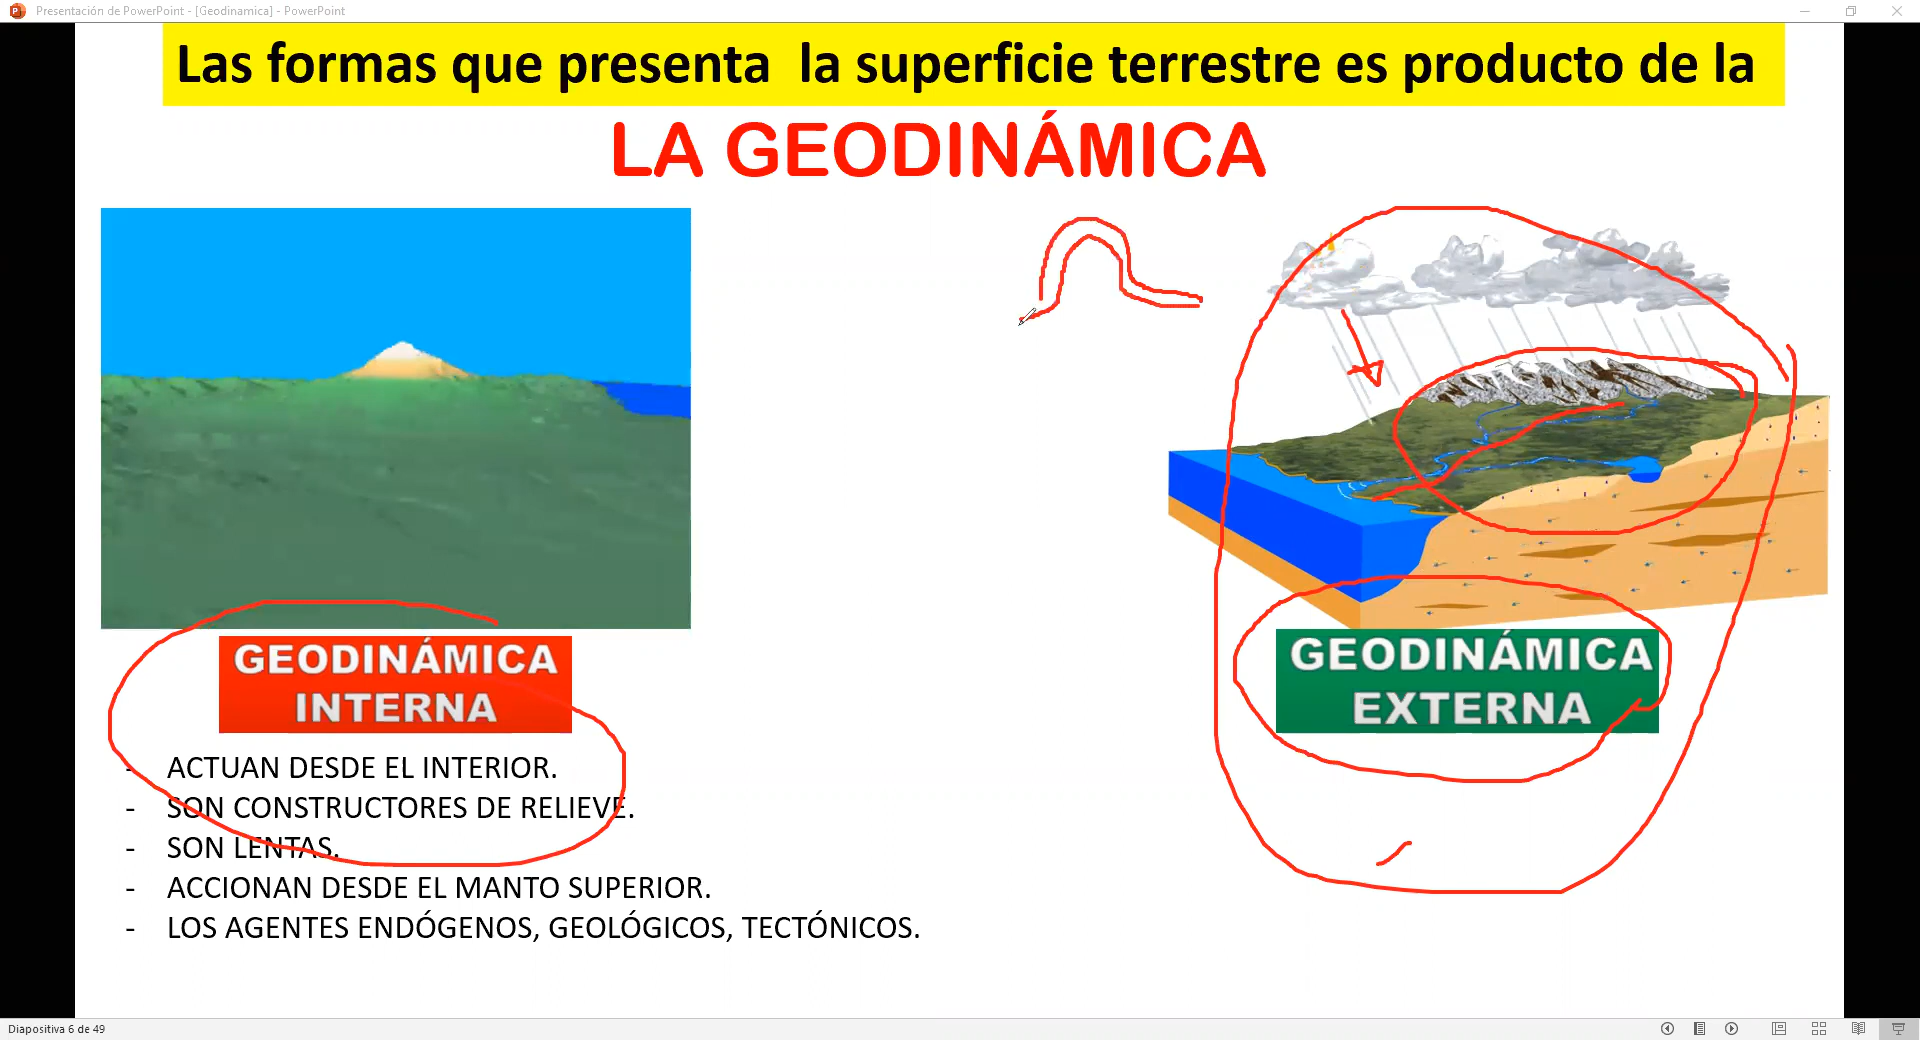 Presentación de PowerPoint - [Geodinamica] - PowerPoint
Las formas que presenta la superficie terrestre es producto de la
LA GEODINÁMICA
GEODINÁMICA
INTERNA
- ACTUAN DESDE EL INTERIOR.
- SON CONSTRUCTORES DE RELIEVE.
- SON LENTAS.
- ACCIONAN DESDE EL MANTO SUPERIOR.
- LOS AGENTES ENDÓGENOS, GEOLÓGICOS, TECTÓNICOS.
GEODINÁMICA
EXTERNA
Diapositiva 6 de 49